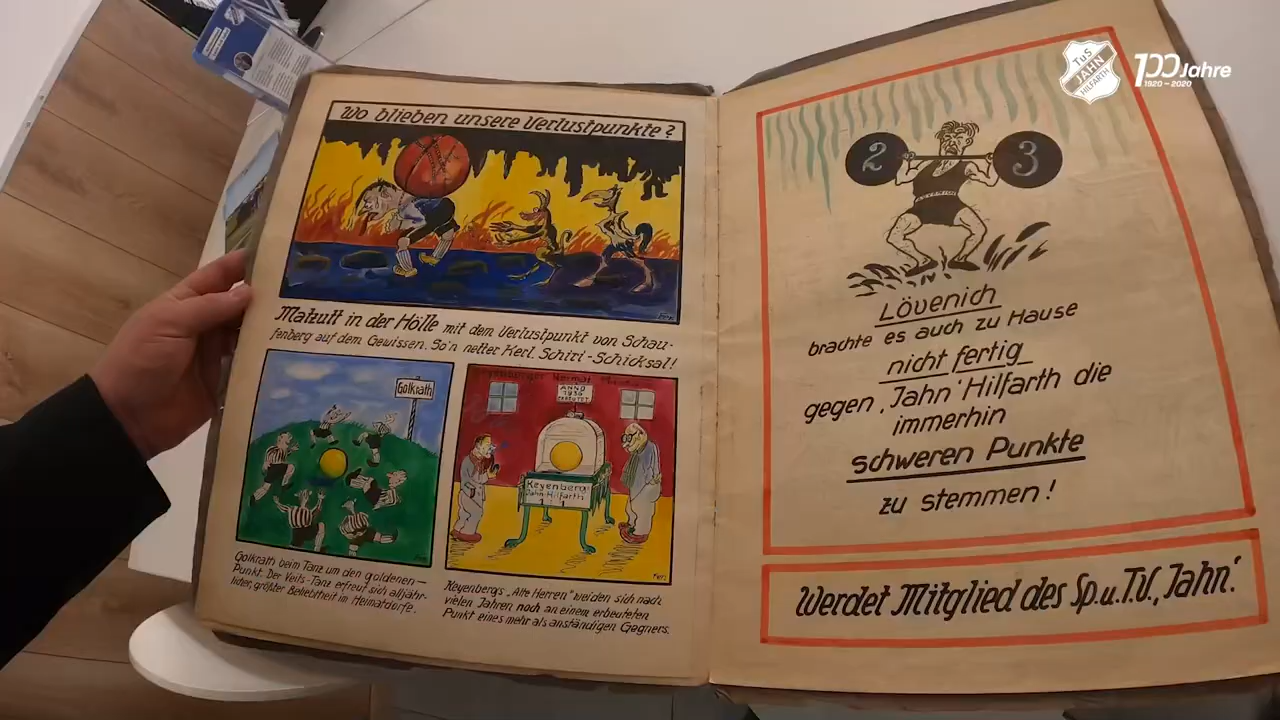 Wo blieben unsere Verlustpunkte?
Matzutt in der Hölle mit dem Verlustpunkt von Schau-
fenberg auf dem Gewissen. So'n netter Kerl. Schiri-Schicksal!
Golkrath
Golkrath beim Tanz um den goldenen
Punkt. Der Veits-Tanz erfreut sich alljähr-
licher, größter Beliebtheit im Heimatdorfe.
ANNO
1936
Keyenberg
Jahn Hilfarth
Keyenbergs „Alte Herren" weiden sich nach
vielen Jahren noch an einem erbeuteten
Punkt eines mehr als anständigen Gegners.
2 3
Lövenich
brachte es auch zu Hause
nicht fertig
gegen ‚Jahn' Hilfarth die
immerhin
schweren Punkte
zu stemmen!
Werdet Mitglied des Sp.u.T.V. ‚Jahn'.
TuS
JAHN
HILFARTH
100 Jahre
1920 - 2020